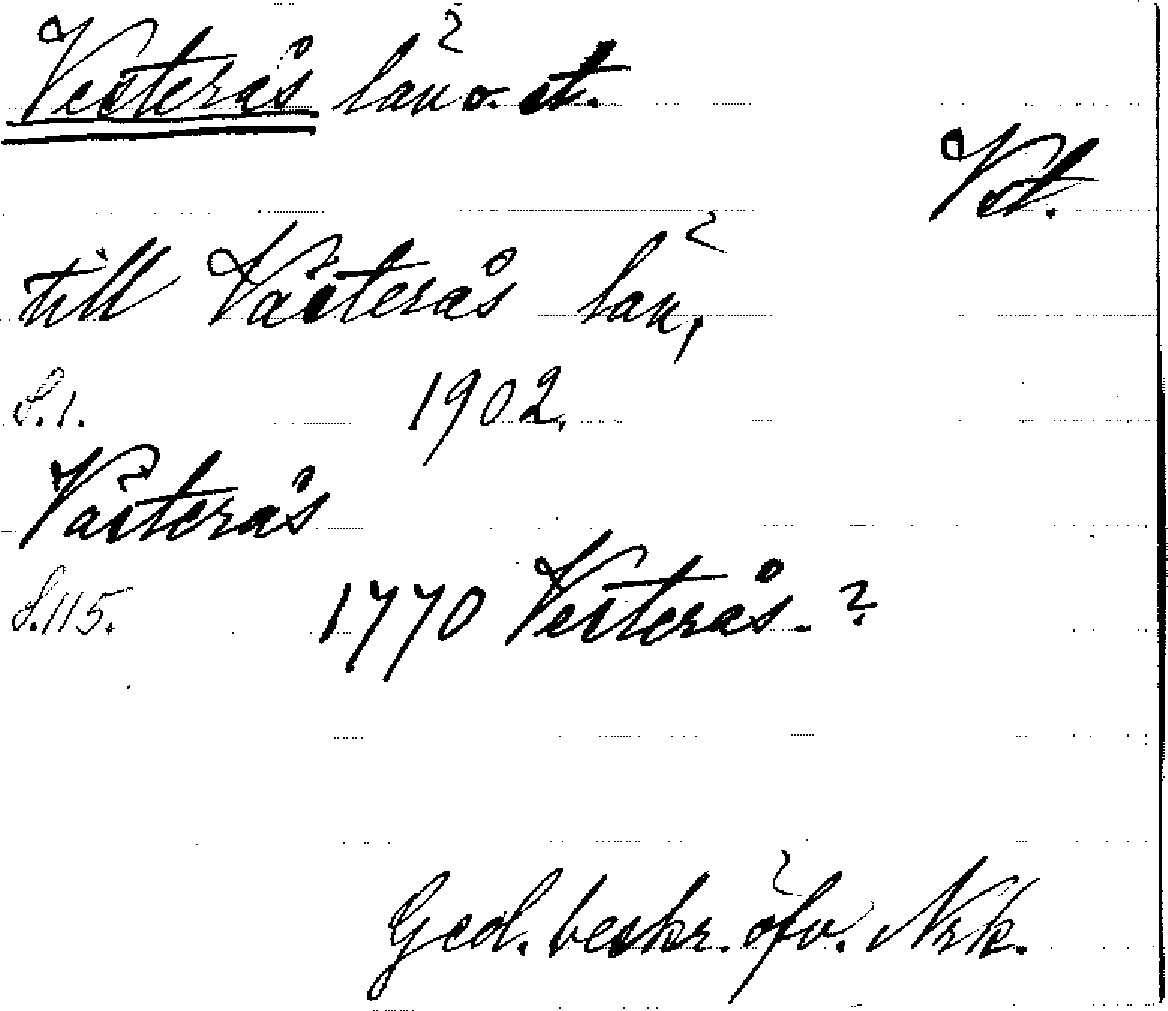 Vesterås län o. st.
Vst.
till Västerås län,
S.1. 1902.
Västerås
S.115. 1770 Vesterås. ?
Geol. beskr. öfv. Nrk.